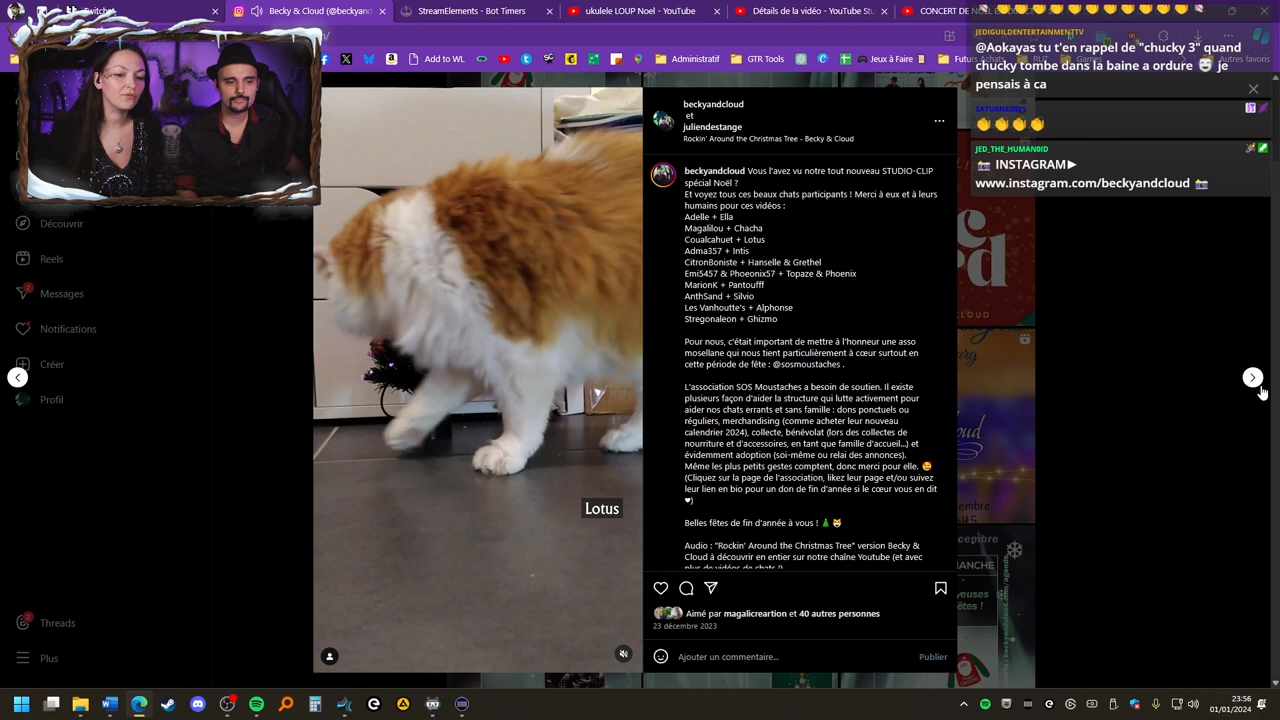 Twitch
(2) Instagram
Becky&Cloud
StreamElements - Bot Timers
ukulele LOUP Noel - YouTube
Détails de la vidéo - YouTu
CONCERT DE
Add to WL
Administratif
GTR Tools
Jeux à Faire
Autres favoris
JEDIGUILDENTERTAINMENTTV
@Aokayas tu t'en rappel de "chucky 3" quand
chucky tombe dans la baine a ordure 😄 je
pensais à ca
SATURNE2025
👏👏👏👏
JED_THE_HUMAN0ID
📸 INSTAGRAM▶
www.instagram.com/beckyandcloud 📸
Découvrir
Reels
Messages
Notifications
Créer
Profil
Threads
Plus
Lotus
beckyandcloud
et
juliendestange
Rockin' Around the Christmas Tree - Becky & Cloud
beckyandcloud Vous l'avez vu notre tout nouveau STUDIO-CLIP
spécial Noël ?
Et voyez tous ces beaux chats participants ! Merci à eux et à leurs
humains pour ces vidéos :
Adelle + Ella
Magalilou + Chacha
Coualcahuet + Lotus
Adma357 + Intis
CitronBoniste + Hanselle & Grethel
Emi5457 & Phoeonix57 + Topaze & Phoenix
MarionK + Pantoufff
AnthSand + Silvio
Les Vanhoutte's + Alphonse
Stregonaleon + Ghizmo
Pour nous, c'était important de mettre à l'honneur une asso
mosellane qui nous tient particulièrement à cœur surtout en
cette période de fête : @sosmoustaches .
L'association SOS Moustaches a besoin de soutien. Il existe
plusieurs façon d'aider la structure qui lutte activement pour
aider nos chats errants et sans famille : dons ponctuels ou
réguliers, merchandising (comme acheter leur nouveau
calendrier 2024), collecte, bénévolat (lors des collectes de
nourriture et d'accessoires, en tant que famille d'accueil...) et
évidemment adoption (soi-même ou relai des annonces).
Même les plus petits gestes comptent, donc merci pour elle. 🤩
(Cliquez sur la page de l'association, likez leur page et/ou suivez
leur lien en bio pour un don de fin d'année si le cœur vous en dit
♥)
Belles fêtes de fin d'année à vous ! 🎄😺
Audio : "Rockin' Around the Christmas Tree" version Becky &
Cloud à découvrir en entier sur notre chaîne Youtube (et avec
plus de vidéos de chats !)
Aimé par magalicreartion et 40 autres personnes
23 décembre 2023
Ajouter un commentaire...
Publier
23:56
01/01/2024